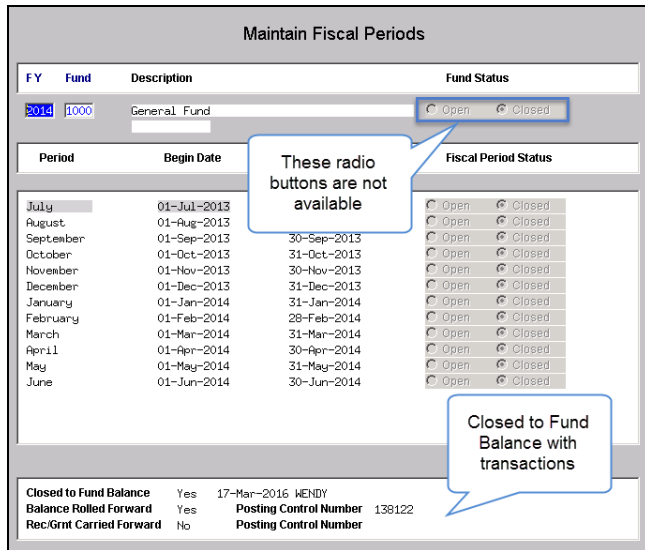 Maintain Fiscal Periods
FY Fund Description Fund Status
2014 1000 General Fund Open Closed
These radio buttons are not available
Period Begin Date Fiscal Period Status
July 01-Jul-2013 Open Closed
August 01-Aug-2013 Open Closed
September 01-Sep-2013 30-Sep-2013 Open Closed
October 01-Oct-2013 31-Oct-2013 Open Closed
November 01-Nov-2013 30-Nov-2013 Open Closed
December 01-Dec-2013 31-Dec-2013 Open Closed
January 01-Jan-2014 31-Jan-2014 Open Closed
February 01-Feb-2014 28-Feb-2014 Open Closed
March 01-Mar-2014 31-Mar-2014 Open Closed
April 01-Apr-2014 30-Apr-2014 Open Closed
May 01-May-2014 31-May-2014 Open Closed
June 01-Jun-2014 30-Jun-2014 Open Closed
Closed to Fund Balance with transactions
Closed to Fund Balance Yes 17-Mar-2016 WENDY
Balance Rolled Forward Yes Posting Control Number 138122
Rec/Grnt Carried Forward No Posting Control Number